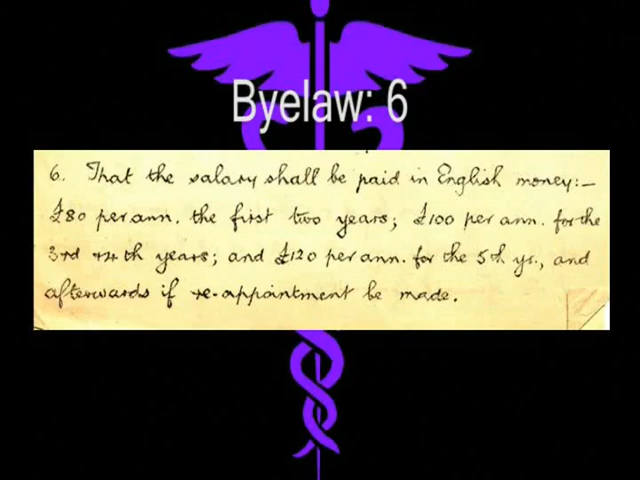 Byelaw: 6
6. That the salary shall be paid in English money:-
£80 per ann. the first two years; £100 per ann. for the
3rd & 4th years; and £120 per ann. for the 5th yr., and
afterwards if re-appointment be made.